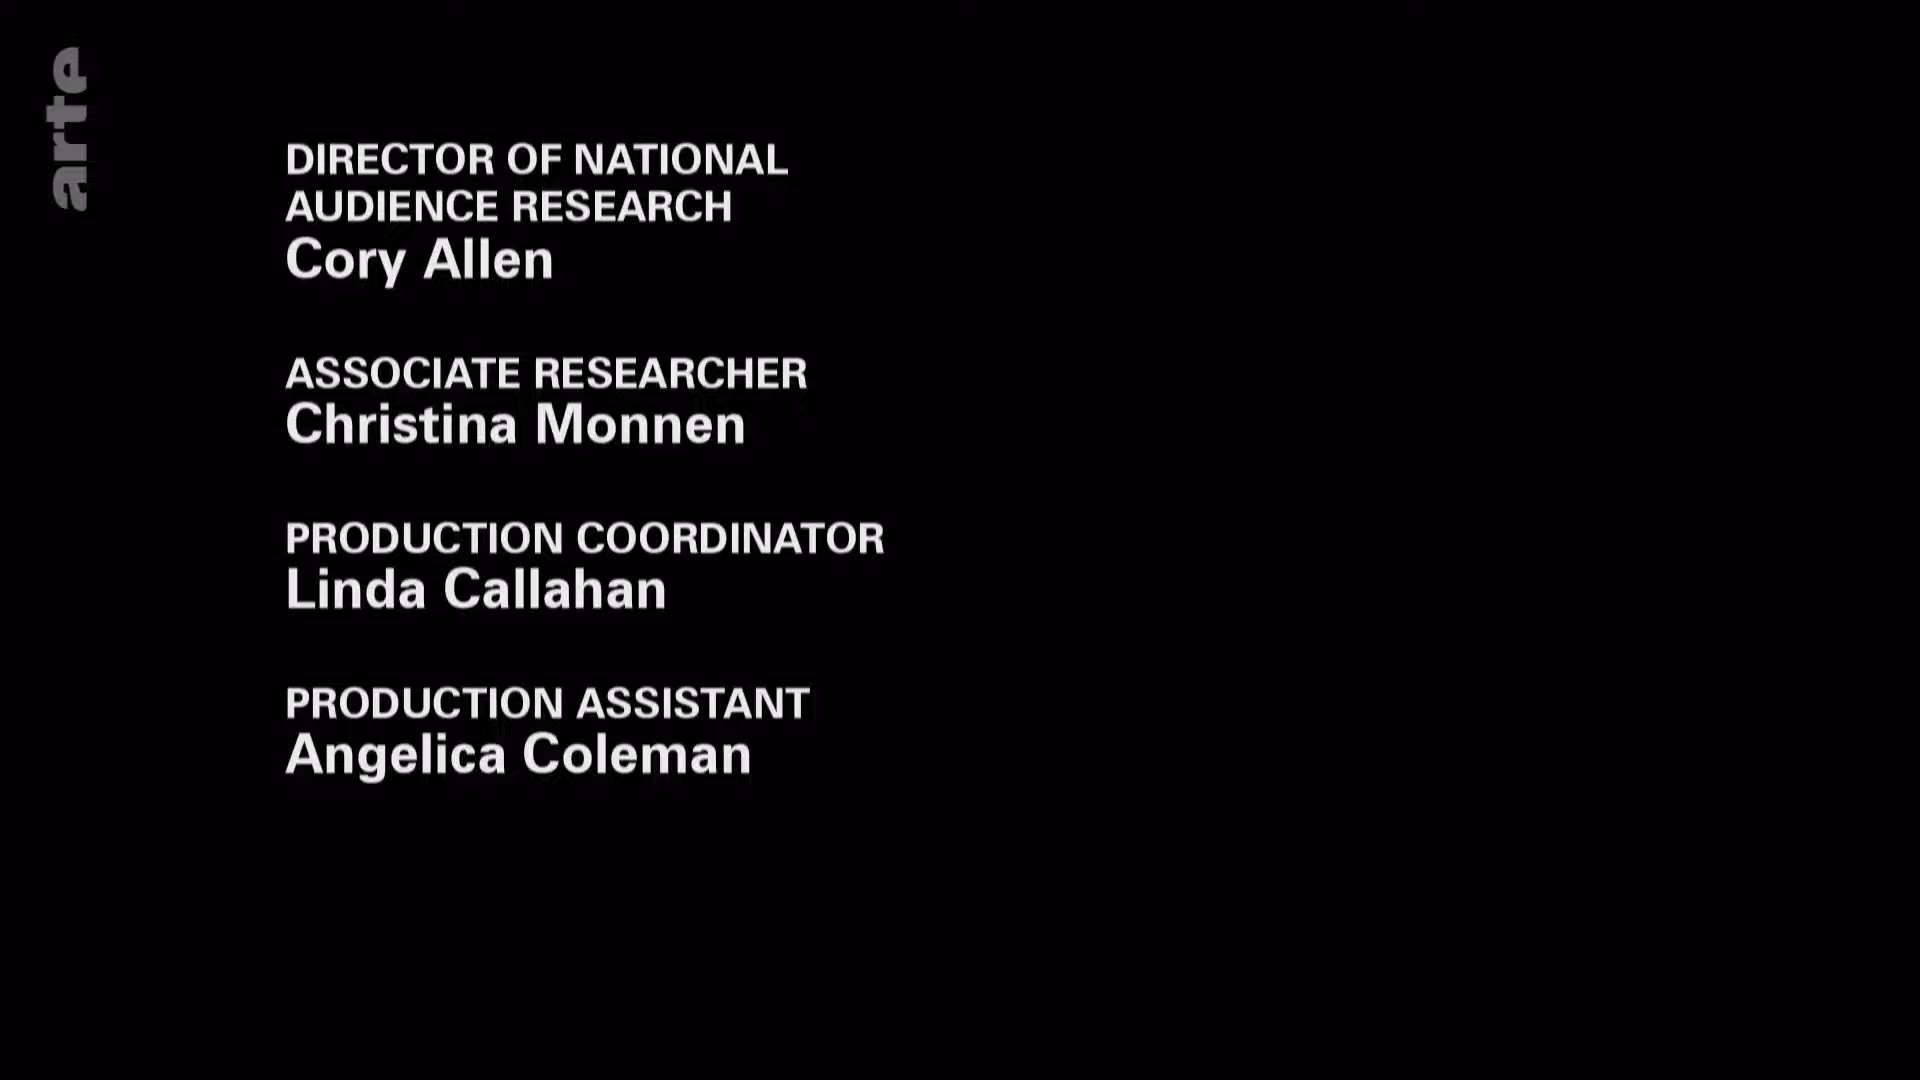 arte
DIRECTOR OF NATIONAL
AUDIENCE RESEARCH
Cory Allen
ASSOCIATE RESEARCHER
Christina Monnen
PRODUCTION COORDINATOR
Linda Callahan
PRODUCTION ASSISTANT
Angelica Coleman